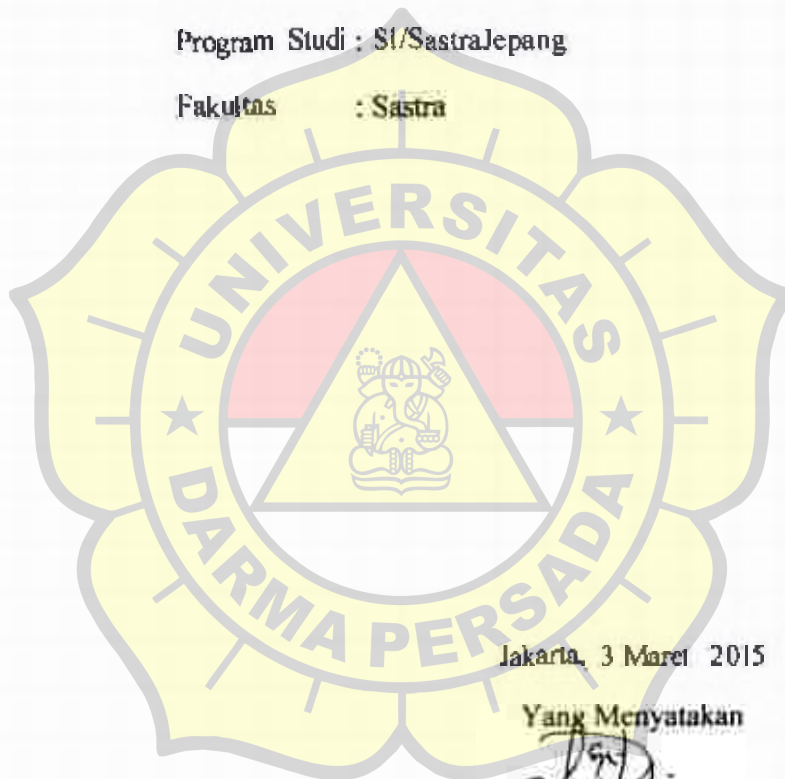 Program Studi : S1/SastraJepang
Fakultas : Sastra
UNIVERSITAS
DARMA PERSADA
Jakarta, 3 Maret 2015
Yang Menyatakan